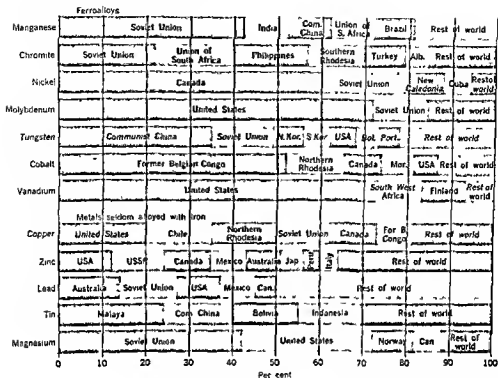 Ferroalloys
Manganese Soviet Union India Com. China Union of S. Africa Brazil Rest of world
Chromite Soviet Union Union of South Africa Philippines Southern Rhodesia Turkey Alb. Rest of world
Nickel Canada Soviet Union New Caledonia Cuba Rest of world
Molybdenum United States Soviet Union Rest of world
Tungsten Communist China Soviet Union N.Kor. S Kor USA Bol. Port. Rest of world
Cobalt Former Belgian Congo Northern Rhodesia Canada Mor. USA Rest of world
Vanadium United States South West Africa Finland Rest of world
Metals seldom alloyed with iron
Copper United States Chile Northern Rhodesia Soviet Union Canada For B. Congo Rest of world
Zinc USA USSR Canada Mexico Australia Jap Peru Italy Rest of world
Lead Australia Soviet Union USA Mexico Can. Rest of world
Tin Malaya Com China Bolivia Indonesia Rest of world
Magnesium Soviet Union United States Norway Can Rest of world
0 10 20 30 40 50 60 70 80 90 100
Per cent